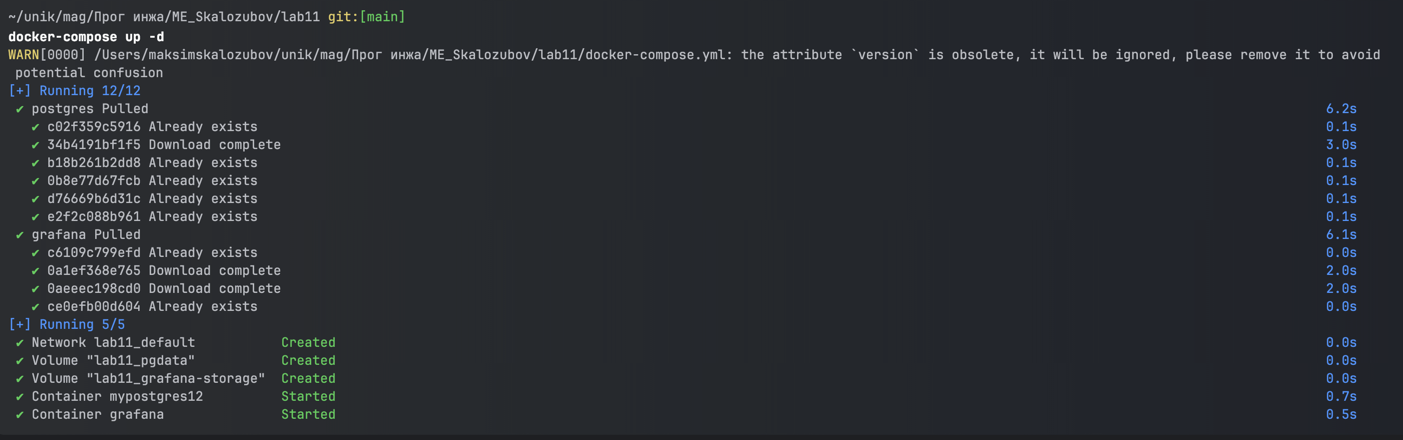 ~/unik/mag/Прог инжа/ME_Skalozubov/lab11 git:[main]
docker-compose up -d
WARN[0000] /Users/maksimskalozubov/unik/mag/Прог инжа/ME_Skalozubov/lab11/docker-compose.yml: the attribute `version` is obsolete, it will be ignored, please remove it to avoid
potential confusion
[+] Running 12/12
✔ postgres Pulled 6.2s
✔ c02f359c5916 Already exists 0.1s
✔ 34b4191bf1f5 Download complete 3.0s
✔ b18b261b2dd8 Already exists 0.1s
✔ 0b8e77d67fcb Already exists 0.1s
✔ d76669b6d31c Already exists 0.1s
✔ e2f2c088b961 Already exists 0.1s
✔ grafana Pulled 6.1s
✔ c6109c799efd Already exists 0.0s
✔ 0a1ef368e765 Download complete 2.0s
✔ 0aeeec198cd0 Download complete 2.0s
✔ ce0efb00d604 Already exists 0.0s
[+] Running 5/5
✔ Network lab11_default Created 0.0s
✔ Volume "lab11_pgdata" Created 0.0s
✔ Volume "lab11_grafana-storage" Created 0.0s
✔ Container mypostgres12 Started 0.7s
✔ Container grafana Started 0.5s